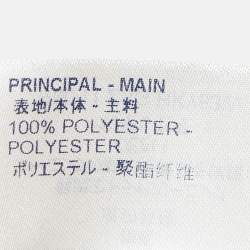 PRINCIPAL - MAIN
表地/本体 - 主料
100% POLYESTER -
POLYESTER
ポリエステル - 聚酯纤维